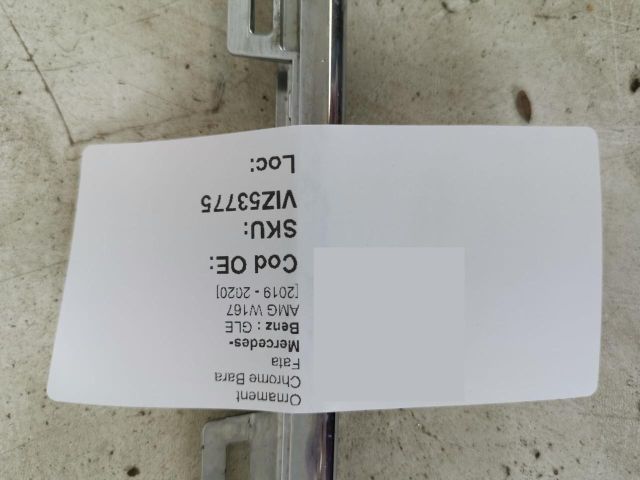 Ornament
Chrome Bara
Fata
Mercedes-
Benz : GLE
AMG W167
[2019 - 2020]
Cod OE:
SKU:
VIZ53775
Loc: